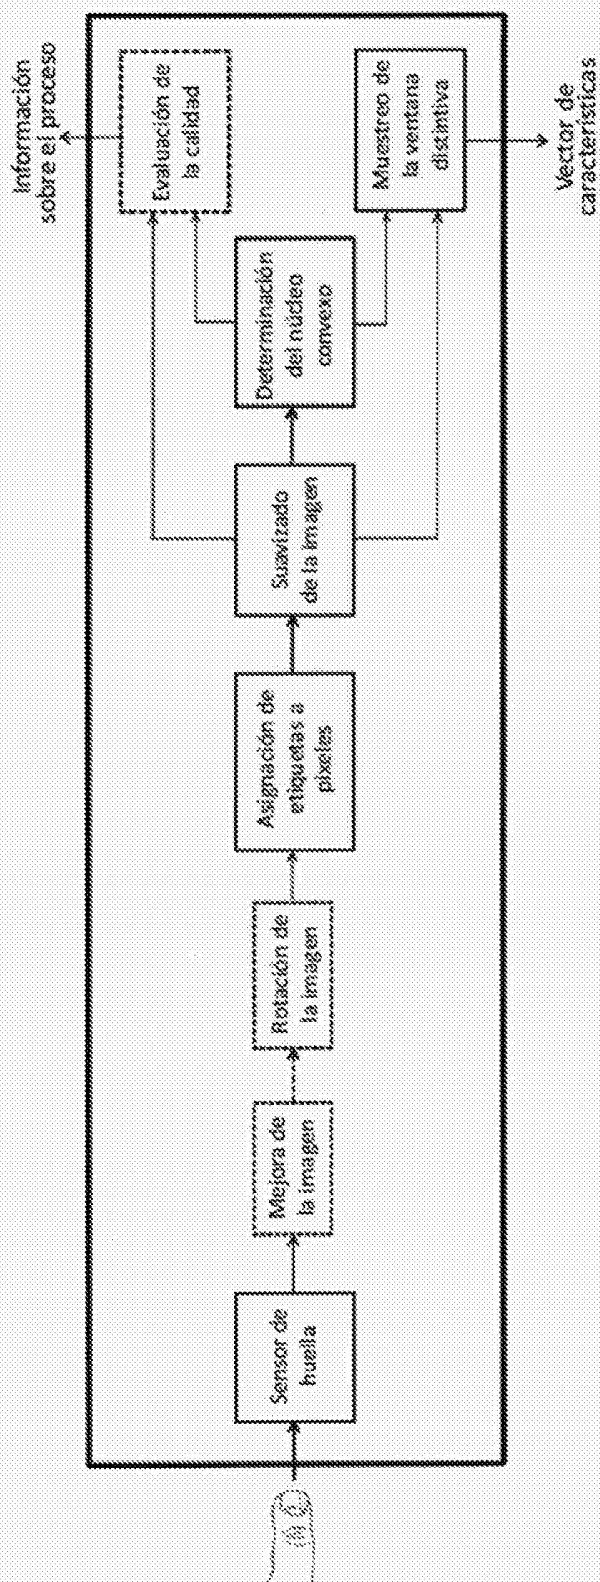 Sensor de
huella
Mejora de
la imagen
Rotación de
la imagen
Asignación de
etiquetas a
píxeles
Suavizado
de la imagen
Determinación
del núcleo
convexo
Evaluación de
la calidad
Información
sobre el proceso
Muestreo de
la ventana
distintiva
Vector de
características